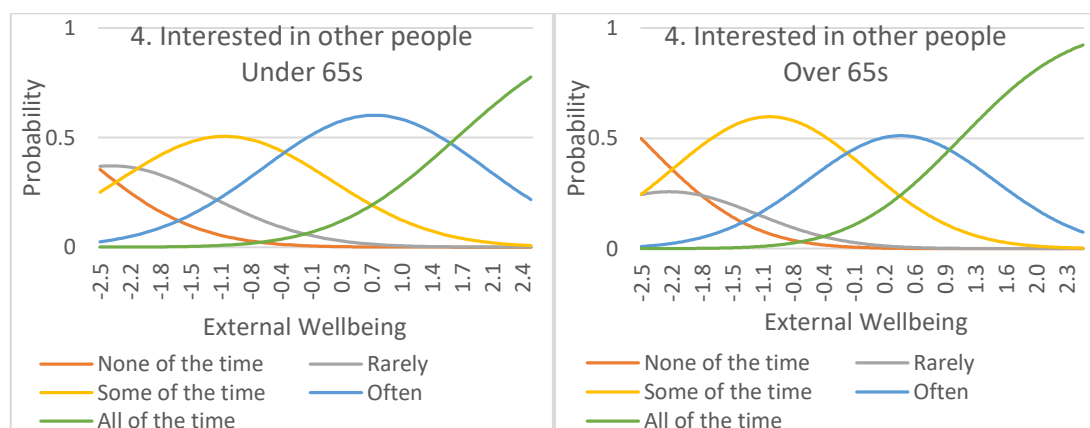 1
4. Interested in other people
Under 65s
Probability
0.5
0
-2.5
-2.2
-1.8
-1.5
-1.1
-0.8
-0.4
-0.1
0.3
0.7
1.0
1.4
1.7
2.1
2.4
External Wellbeing
None of the time
Rarely
Some of the time
Often
All of the time
1
4. Interested in other people
Over 65s
Probability
0.5
0
-2.5
-2.2
-1.8
-1.5
-1.1
-0.8
-0.4
-0.1
0.2
0.6
0.9
1.3
1.6
2.0
2.3
External Wellbeing
None of the time
Rarely
Some of the time
Often
All of the time